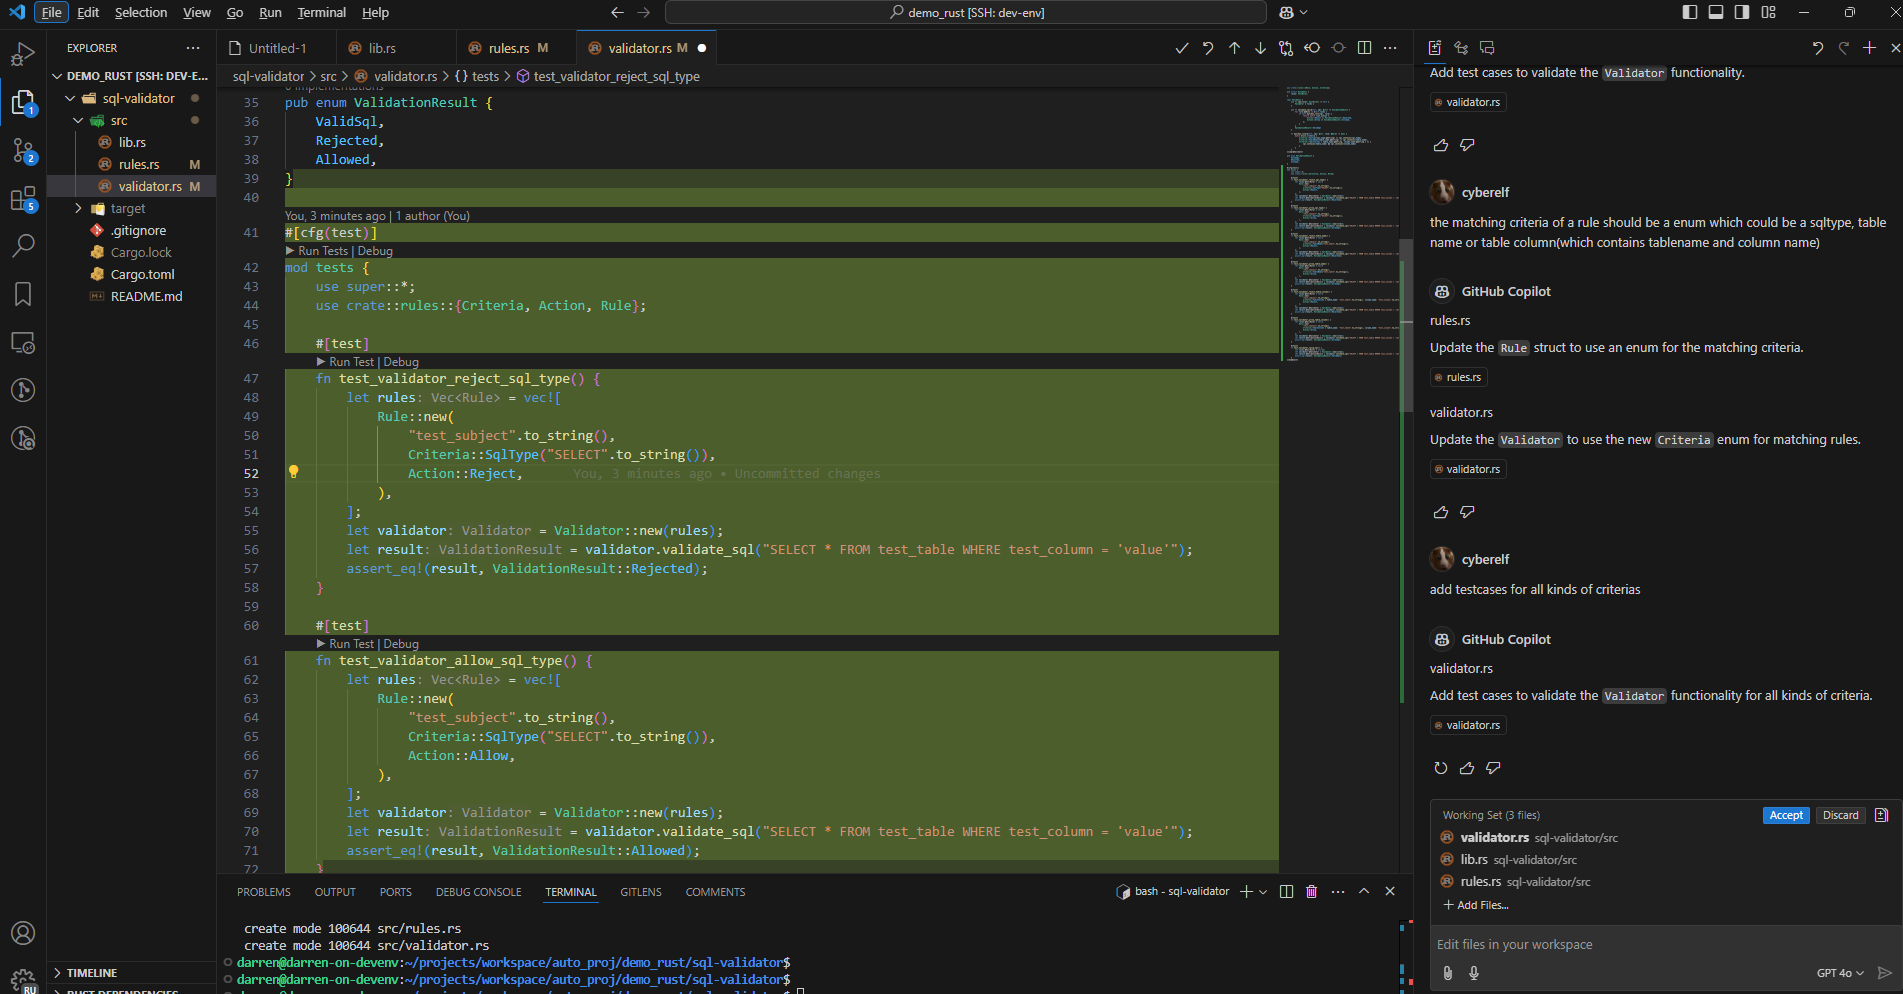 File Edit Selection View Go Run Terminal Help
demo_rust [SSH: dev-env]
EXPLORER
DEMO_RUST [SSH: DEV-E...
sql-validator
src
lib.rs
rules.rs M
validator.rs M
target
.gitignore
Cargo.lock
Cargo.toml
README.md
TIMELINE
RUST DEPENDENCIES
1
2
5
RU
Untitled-1
lib.rs
rules.rs M
validator.rs M
sql-validator > src > validator.rs > {} tests > test_validator_reject_sql_type
0 implementations
35 pub enum ValidationResult {
36 ValidSql,
37 Rejected,
38 Allowed,
39 }
40
You, 3 minutes ago | 1 author (You)
41 #[cfg(test)]
Run Tests | Debug
42 mod tests {
43 use super::*;
44 use crate::rules::{Criteria, Action, Rule};
45
46 #[test]
Run Test | Debug
47 fn test_validator_reject_sql_type() {
48 let rules: Vec<Rule> = vec![
49 Rule::new(
50 "test_subject".to_string(),
51 Criteria::SqlType("SELECT".to_string()),
52 Action::Reject, You, 3 minutes ago • Uncommitted changes
53 ),
54 ];
55 let validator: Validator = Validator::new(rules);
56 let result: ValidationResult = validator.validate_sql("SELECT * FROM test_table WHERE test_column = 'value'");
57 assert_eq!(result, ValidationResult::Rejected);
58 }
59
60 #[test]
Run Test | Debug
61 fn test_validator_allow_sql_type() {
62 let rules: Vec<Rule> = vec![
63 Rule::new(
64 "test_subject".to_string(),
65 Criteria::SqlType("SELECT".to_string()),
66 Action::Allow,
67 ),
68 ];
69 let validator: Validator = Validator::new(rules);
70 let result: ValidationResult = validator.validate_sql("SELECT * FROM test_table WHERE test_column = 'value'");
71 assert_eq!(result, ValidationResult::Allowed);
72 }
PROBLEMS OUTPUT PORTS DEBUG CONSOLE TERMINAL GITLENS COMMENTS
bash - sql-validator
create mode 100644 src/rules.rs
create mode 100644 src/validator.rs
darren@darren-on-devenv:~/projects/workspace/auto_proj/demo_rust/sql-validator$
darren@darren-on-devenv:~/projects/workspace/auto_proj/demo_rust/sql-validator$
darren@darren-on-devenv:~/projects/workspace/auto_proj/demo_rust/sql-validator$
Add test cases to validate the Validator functionality.
validator.rs
cyberelf
the matching criteria of a rule should be a enum which could be a sqltype, table
name or table column(which contains tablename and column name)
GitHub Copilot
rules.rs
Update the Rule struct to use an enum for the matching criteria.
rules.rs
validator.rs
Update the Validator to use the new Criteria enum for matching rules.
validator.rs
cyberelf
add testcases for all kinds of criterias
GitHub Copilot
validator.rs
Add test cases to validate the Validator functionality for all kinds of criteria.
validator.rs
Working Set (3 files)
Accept
Discard
validator.rs sql-validator/src
lib.rs sql-validator/src
rules.rs sql-validator/src
+ Add Files...
Edit files in your workspace
GPT 4o